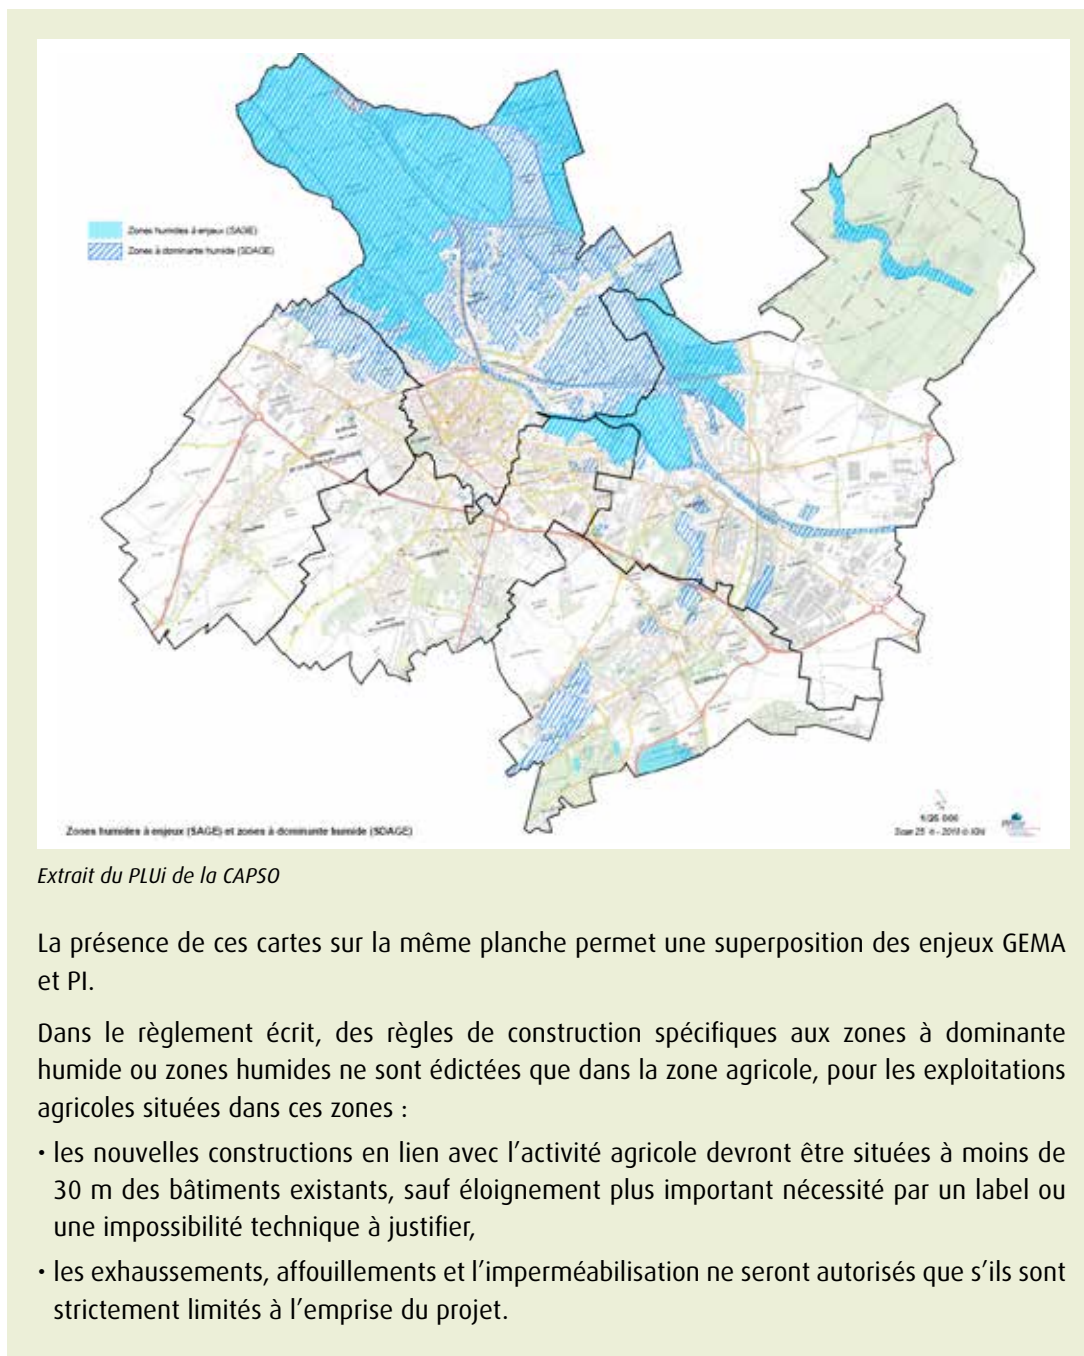 Zones humides à enjeux (SAGE)
Zones à dominante humide (SDAGE)
Zones humides à enjeux (SAGE) et zones à dominante humide (SDAGE)
1/25 000
Scan 25 ® - 2010 © IGN
Extrait du PLUi de la CAPSO
La présence de ces cartes sur la même planche permet une superposition des enjeux GEMA
et PI.
Dans le règlement écrit, des règles de construction spécifiques aux zones à dominante
humide ou zones humides ne sont édictées que dans la zone agricole, pour les exploitations
agricoles situées dans ces zones :
• les nouvelles constructions en lien avec l’activité agricole devront être situées à moins de
30 m des bâtiments existants, sauf éloignement plus important nécessité par un label ou
une impossibilité technique à justifier,
• les exhaussements, affouillements et l’imperméabilisation ne seront autorisés que s’ils sont
strictement limités à l’emprise du projet.